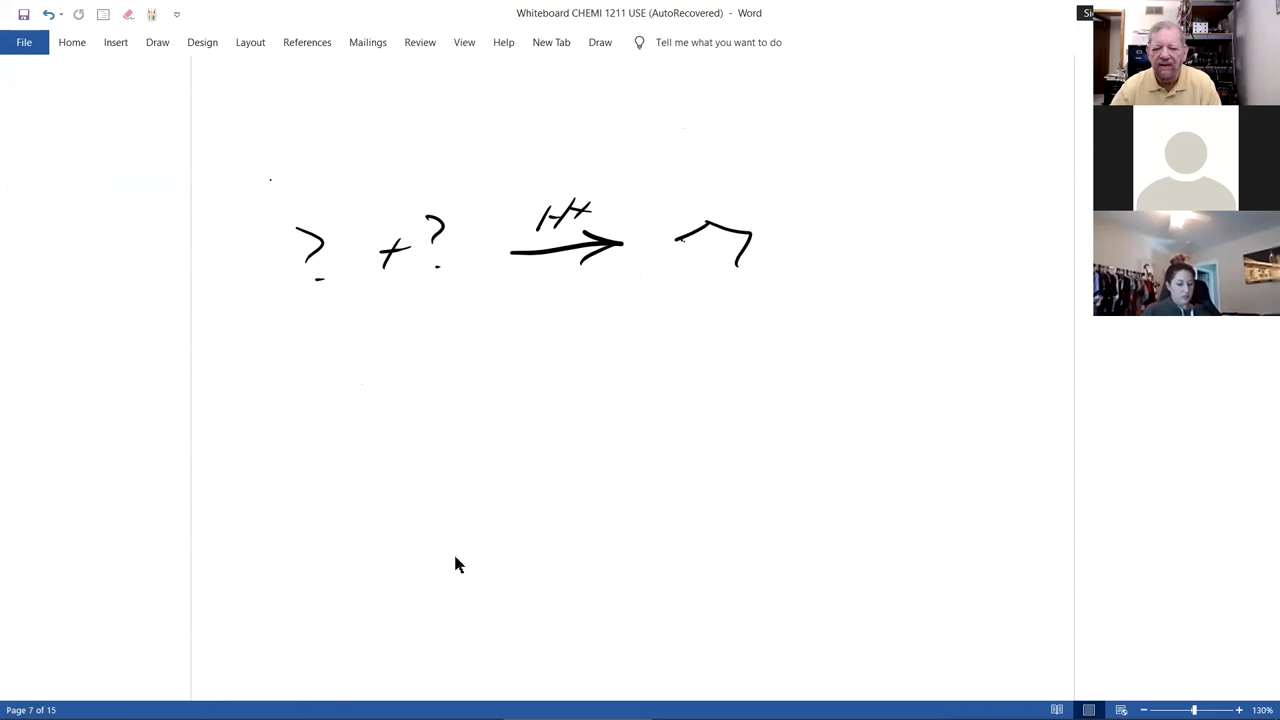 Whiteboard CHEMI 1211 USE (AutoRecovered) - Word
File Home Insert Draw Design Layout References Mailings Review View Help New Tab Draw Tell me what you want to do
? + ? H+
Page 7 of 15
130%